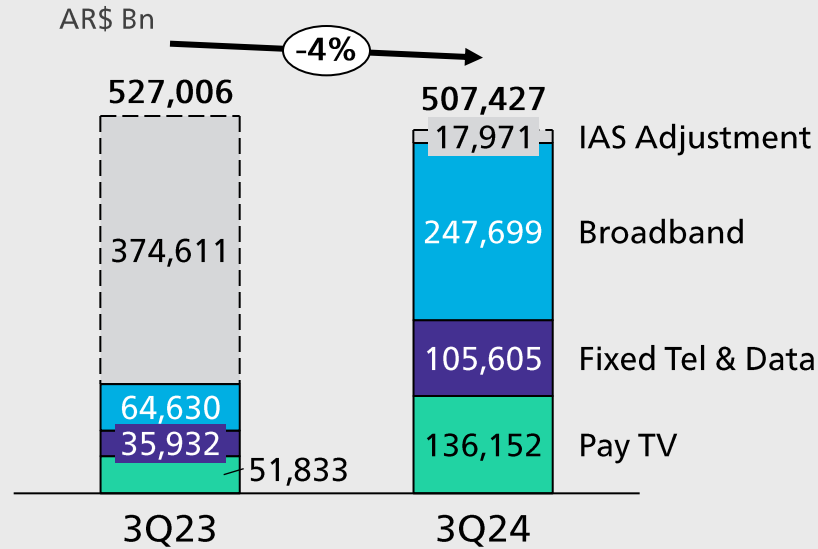 AR$ Bn
-4%
527,006
507,427
17,971
IAS Adjustment
374,611
247,699
Broadband
105,605
Fixed Tel & Data
64,630
35,932
51,833
136,152
Pay TV
3Q23
3Q24